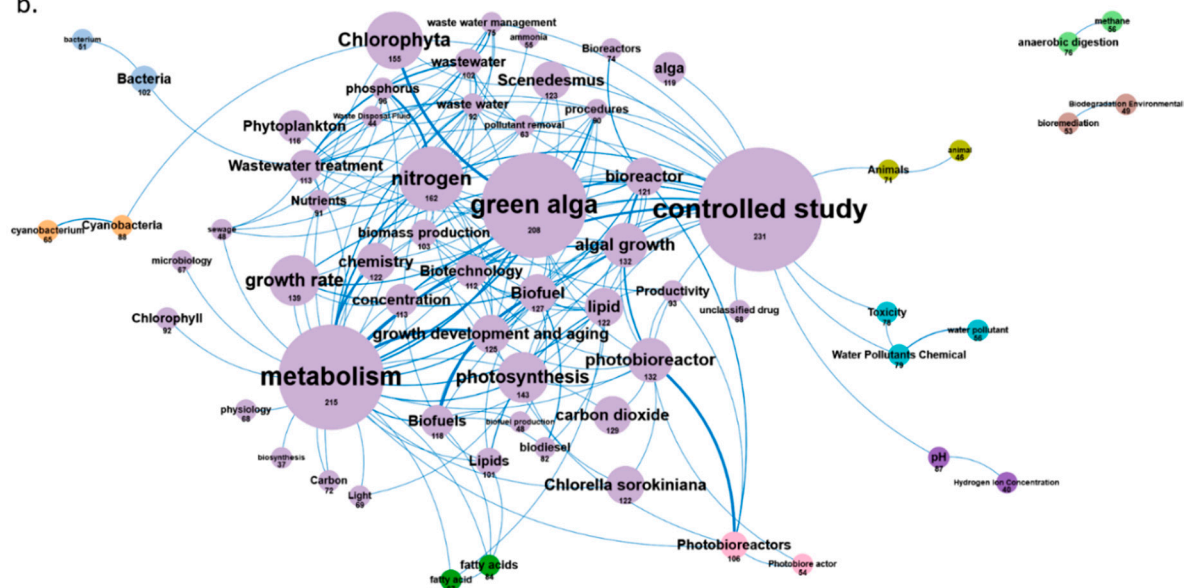 b.
Chlorophyta
155
waste water management
75
ammonia
56
bacterium
51
Bacteria
102
wastewater
103
Bioreactors
74
alga
119
methane
56
anaerobic digestion
76
Scenedesmus
123
phosphorus
96
waste water
92
procedures
90
Waste Disposal Fluid
44
pollutant removal
63
Biodegradation Environmental
49
bioremediation
53
Phytoplankton
116
Wastewater treatment
113
nitrogen
162
bioreactor
121
Animals
71
animal
46
Nutrients
91
green alga
208
controlled study
231
cyanobacterium
65
Cyanobacteria
88
sewage
48
biomass production
103
algal growth
132
microbiology
67
chemistry
122
Biotechnology
112
growth rate
139
concentration
113
Biofuel
127
lipid
122
Productivity
93
unclassified drug
68
Toxicity
78
water pollutant
86
Water Pollutants Chemical
79
Chlorophyll
92
growth development and aging
125
metabolism
215
photosynthesis
143
photobioreactor
132
physiology
68
Biofuels
118
biofuel production
48
carbon dioxide
129
biodiesel
82
biosynthesis
37
Lipids
101
Carbon
72
Light
69
Chlorella sorokiniana
122
pH
87
Hydrogen Ion Concentration
40
Photobioreactors
106
Photobiore actor
54
fatty acids
84
fatty acid